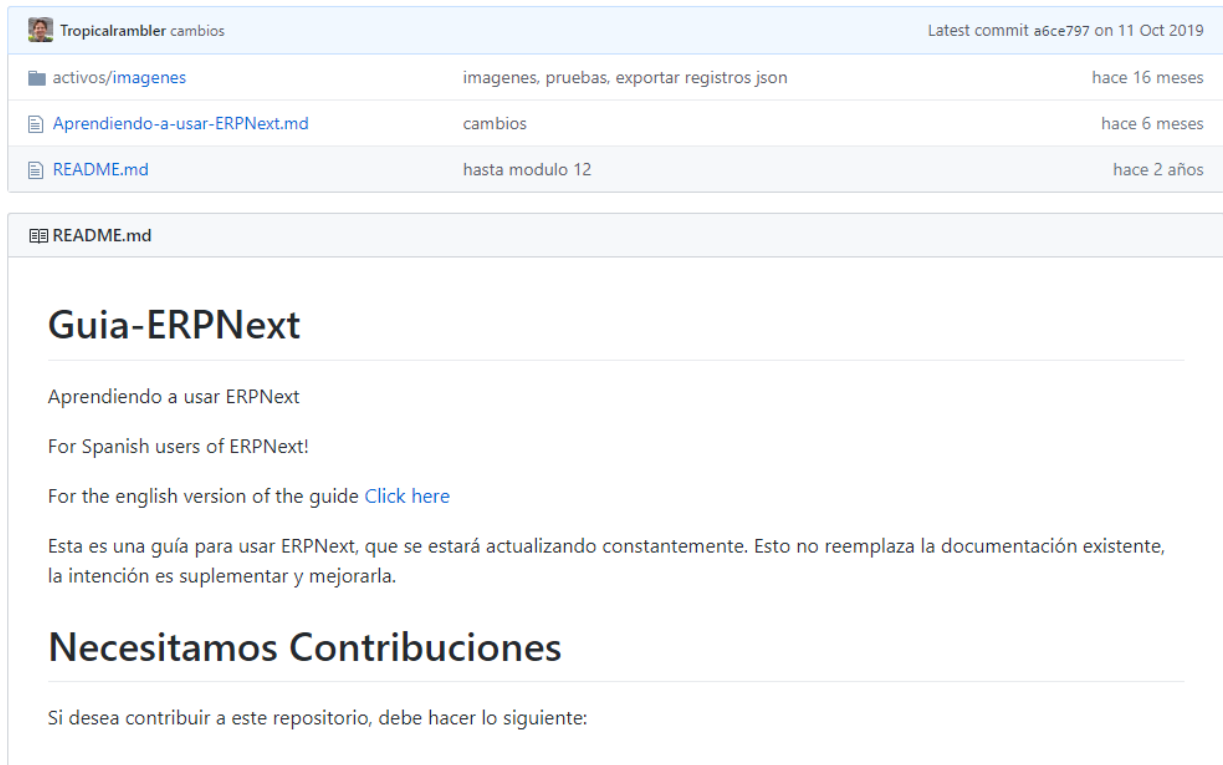 Tropicalrambler cambios Latest commit a6ce797 on 11 Oct 2019
activos/imagenes imagenes, pruebas, exportar registros json hace 16 meses
Aprendiendo-a-usar-ERPNext.md cambios hace 6 meses
README.md hasta modulo 12 hace 2 años
README.md
Guia-ERPNext
Aprendiendo a usar ERPNext
For Spanish users of ERPNext!
For the english version of the guide Click here
Esta es una guía para usar ERPNext, que se estará actualizando constantemente. Esto no reemplaza la documentación existente,
la intención es suplementar y mejorarla.
Necesitamos Contribuciones
Si desea contribuir a este repositorio, debe hacer lo siguiente: